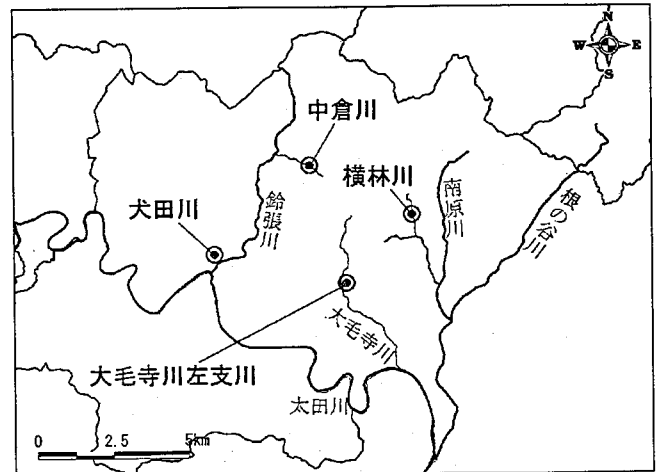 N
W E
S
中倉川
横林川
犬田川
鈴張川
南原川
根の谷川
大毛寺川
大毛寺川左支川
太田川
0 2.5 5km